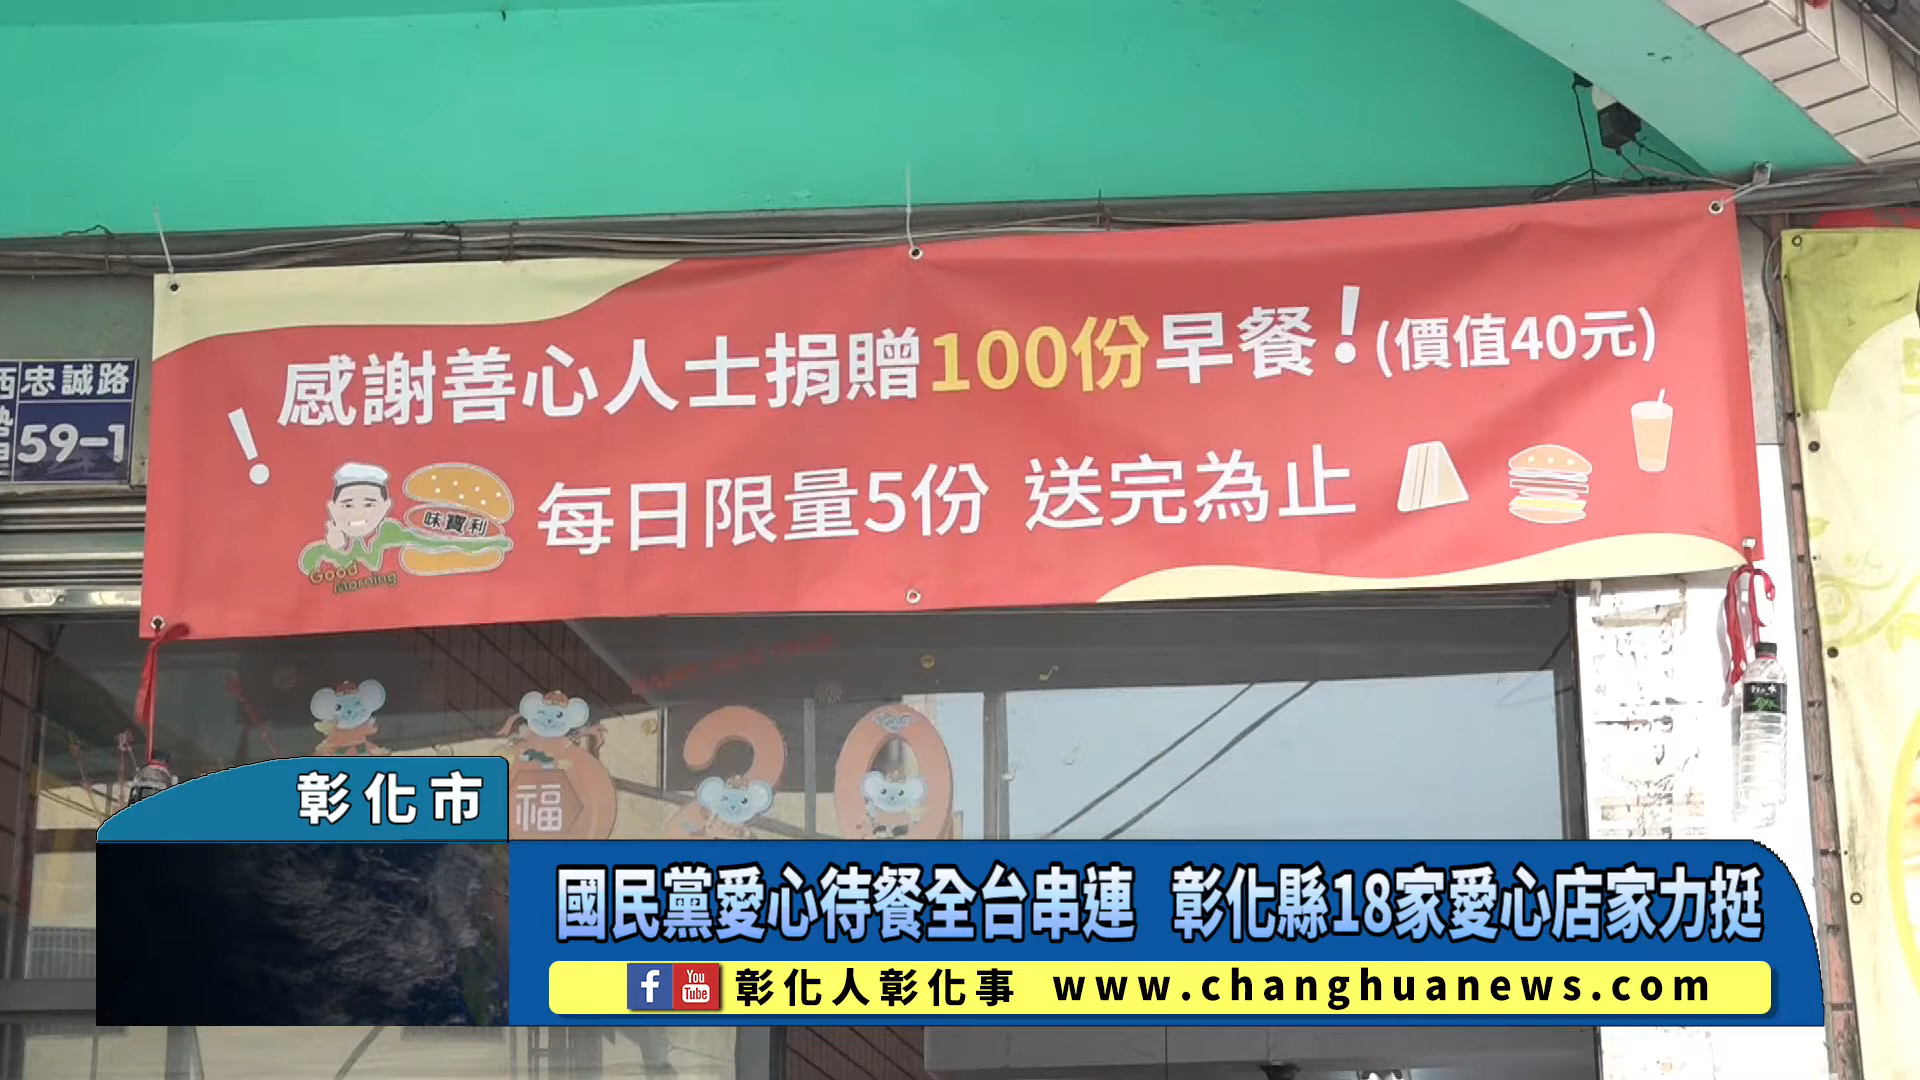 感謝善心人士捐贈100份早餐！(價值40元)
！
西忠誠路
59-1
味寶利
Good
Morning
每日限量5份 送完為止
福
彰化市
國民黨愛心待餐全台串連 彰化縣18家愛心店家力挺
f You Tube 彰化人彰化事 www.changhuanews.com